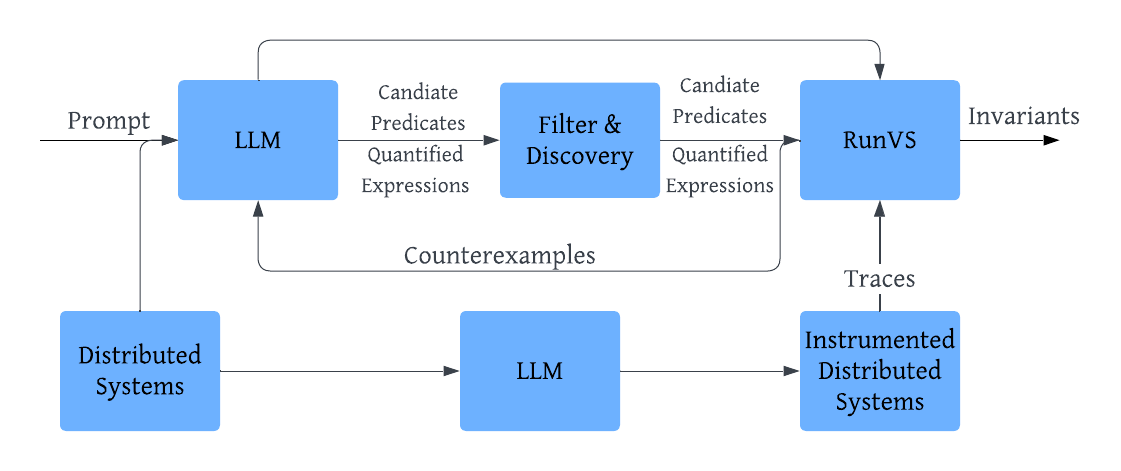 Prompt
LLM
Candiate
Predicates
Quantified
Expressions
Filter &
Discovery
Candiate
Predicates
Quantified
Expressions
RunVS
Invariants
Counterexamples
Traces
Distributed
Systems
LLM
Instrumented
Distributed
Systems